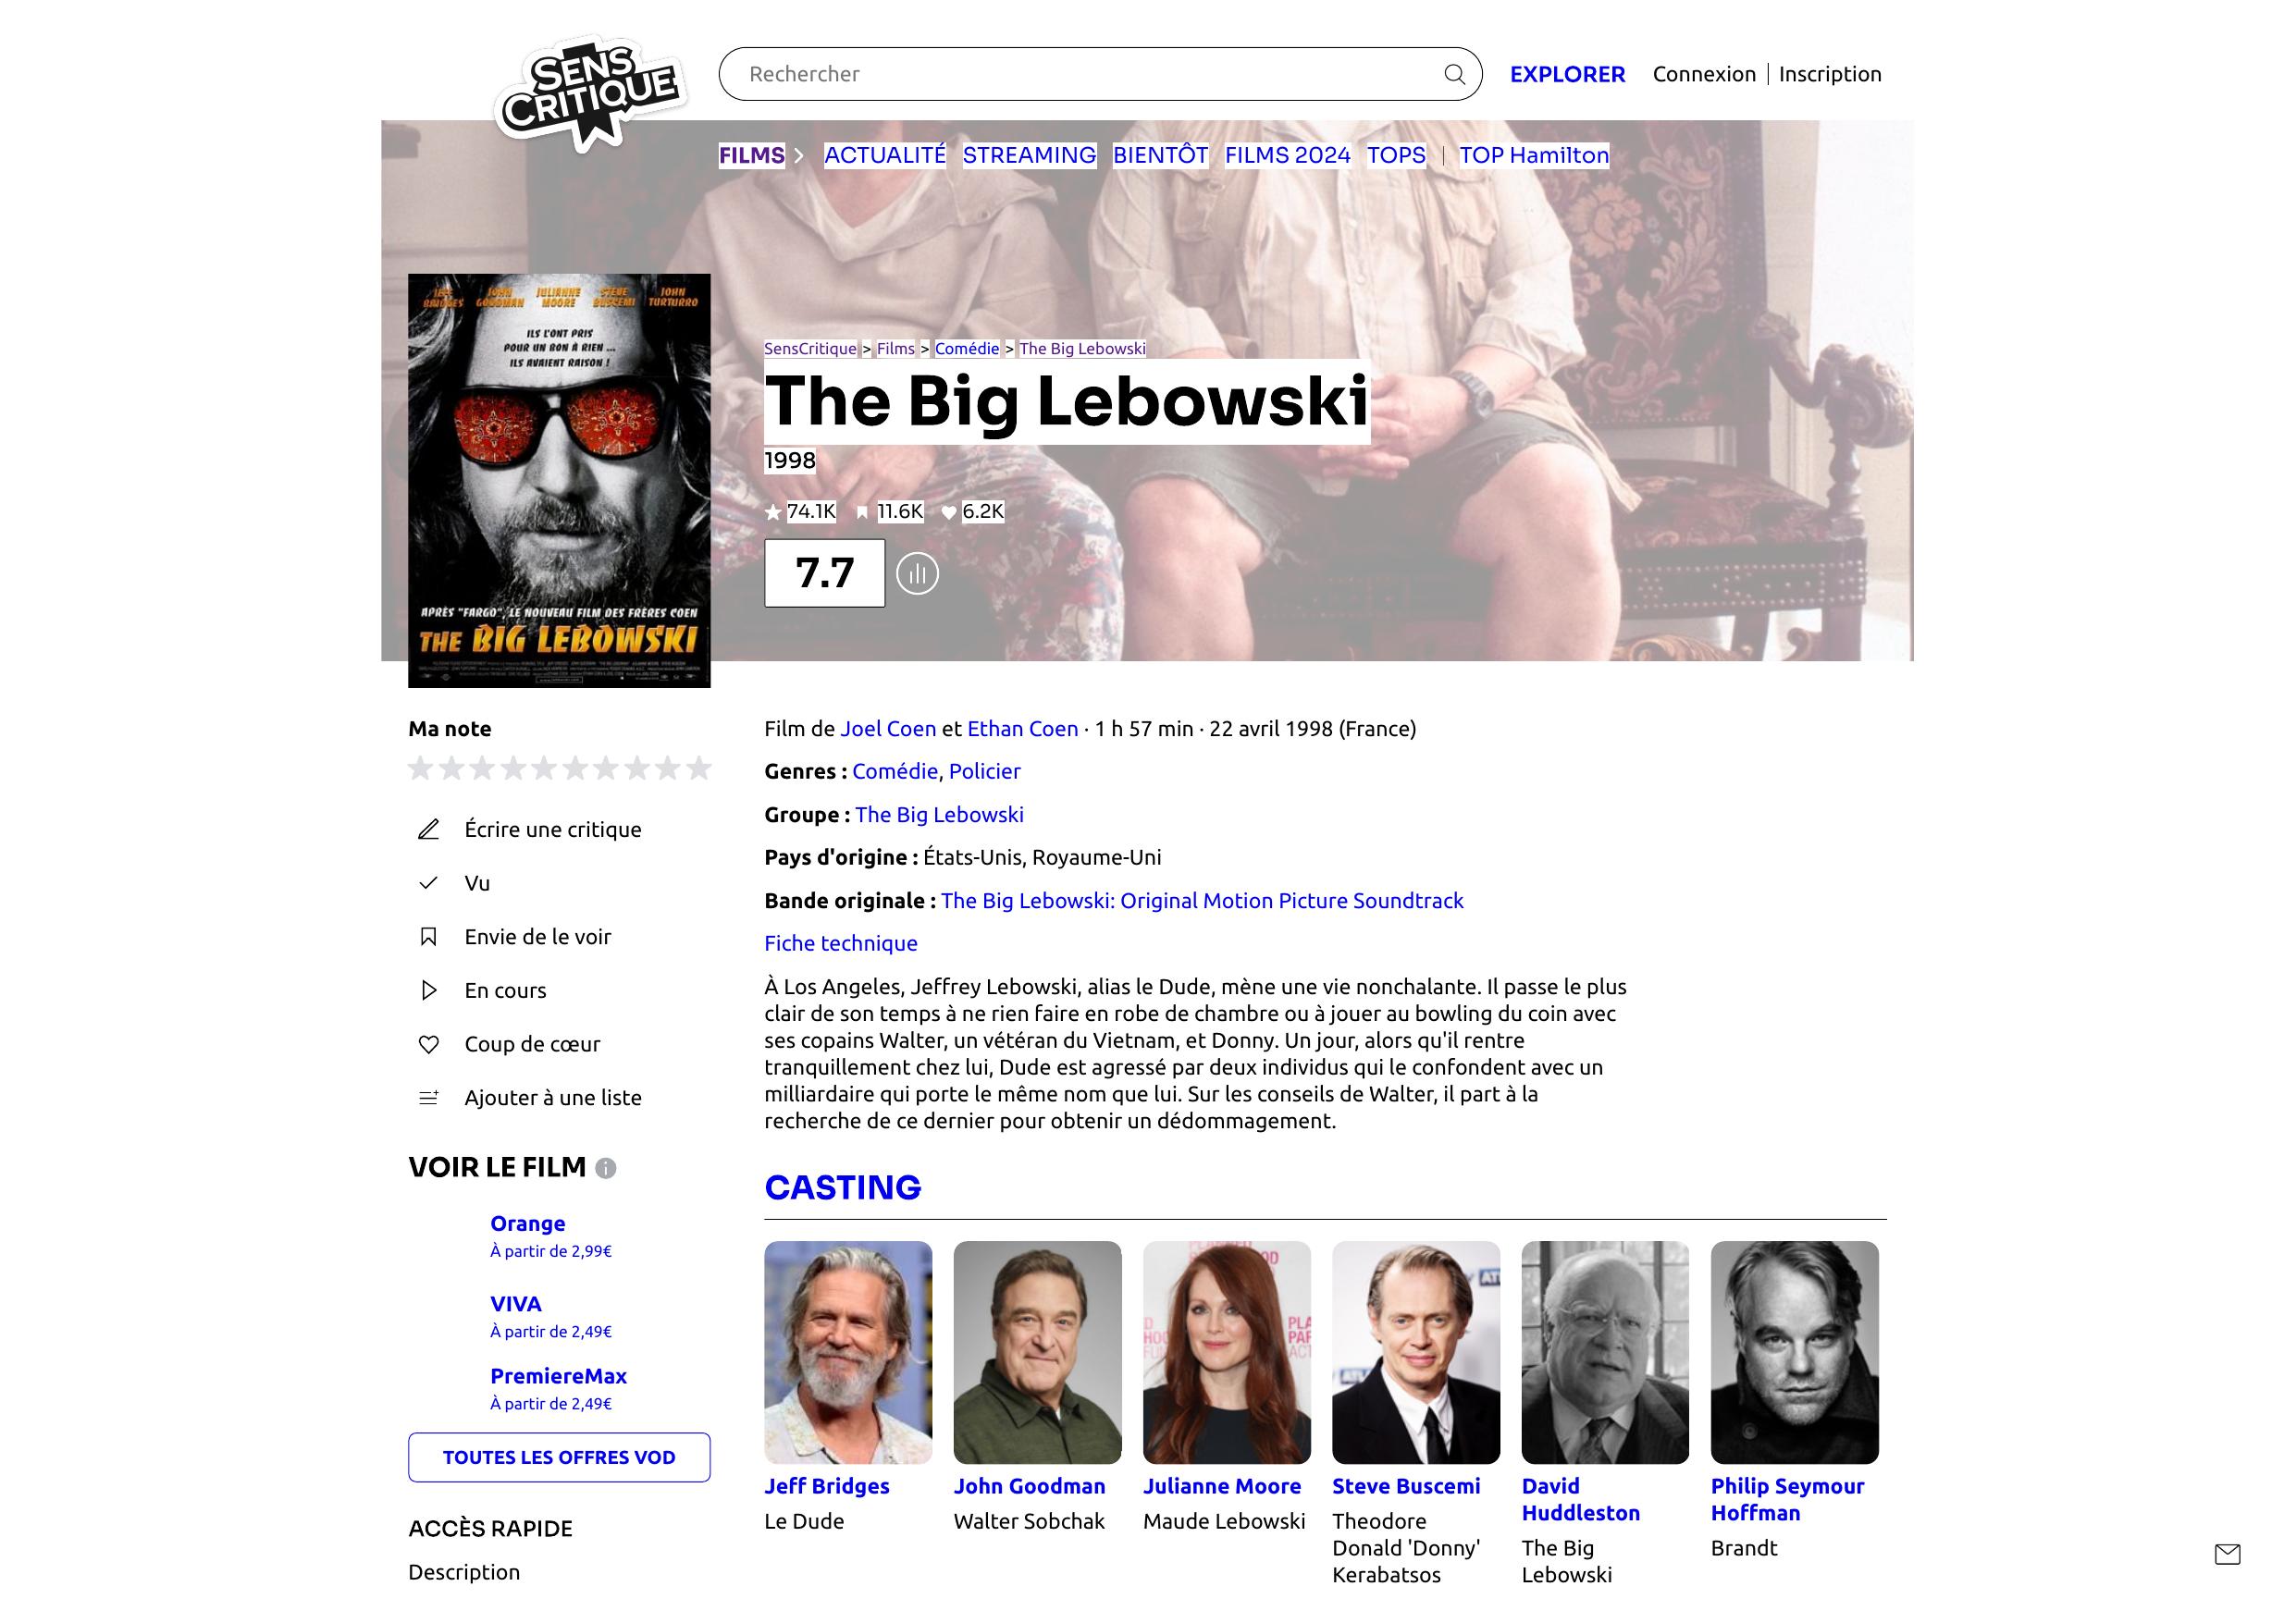 SENS
CRITIQUE
Rechercher
EXPLORER
Connexion | Inscription
FILMS
ACTUALITÉ
STREAMING
BIENTÔT
FILMS 2024
TOPS
|
TOP Hamilton
JEFF BRIDGES
JOHN GOODMAN
JULIANNE MOORE
STEVE BUSCEMI
JOHN TURTURRO
ILS L'ONT PRIS
POUR UN BON À RIEN ...
ILS AVAIENT RAISON !
APRÈS "FARGO", LE NOUVEAU FILM DES FRÈRES COEN
THE BIG LEBOWSKI
SensCritique > Films > Comédie > The Big Lebowski
The Big Lebowski
1998
74.1K 11.6K 6.2K
7.7
Ma note
Écrire une critique
Vu
Envie de le voir
En cours
Coup de cœur
Ajouter à une liste
VOIR LE FILM
Orange
À partir de 2,99€
VIVA
À partir de 2,49€
PremiereMax
À partir de 2,49€
TOUTES LES OFFRES VOD
ACCÈS RAPIDE
Description
Film de Joel Coen et Ethan Coen · 1 h 57 min · 22 avril 1998 (France)
Genres : Comédie, Policier
Groupe : The Big Lebowski
Pays d'origine : États-Unis, Royaume-Uni
Bande originale : The Big Lebowski: Original Motion Picture Soundtrack
Fiche technique
À Los Angeles, Jeffrey Lebowski, alias le Dude, mène une vie nonchalante. Il passe le plus
clair de son temps à ne rien faire en robe de chambre ou à jouer au bowling du coin avec
ses copains Walter, un vétéran du Vietnam, et Donny. Un jour, alors qu'il rentre
tranquillement chez lui, Dude est agressé par deux individus qui le confondent avec un
milliardaire qui porte le même nom que lui. Sur les conseils de Walter, il part à la
recherche de ce dernier pour obtenir un dédommagement.
CASTING
Jeff Bridges
Le Dude
John Goodman
Walter Sobchak
Julianne Moore
Maude Lebowski
Steve Buscemi
Theodore
Donald 'Donny'
Kerabatsos
David
Huddleston
The Big
Lebowski
Philip Seymour
Hoffman
Brandt